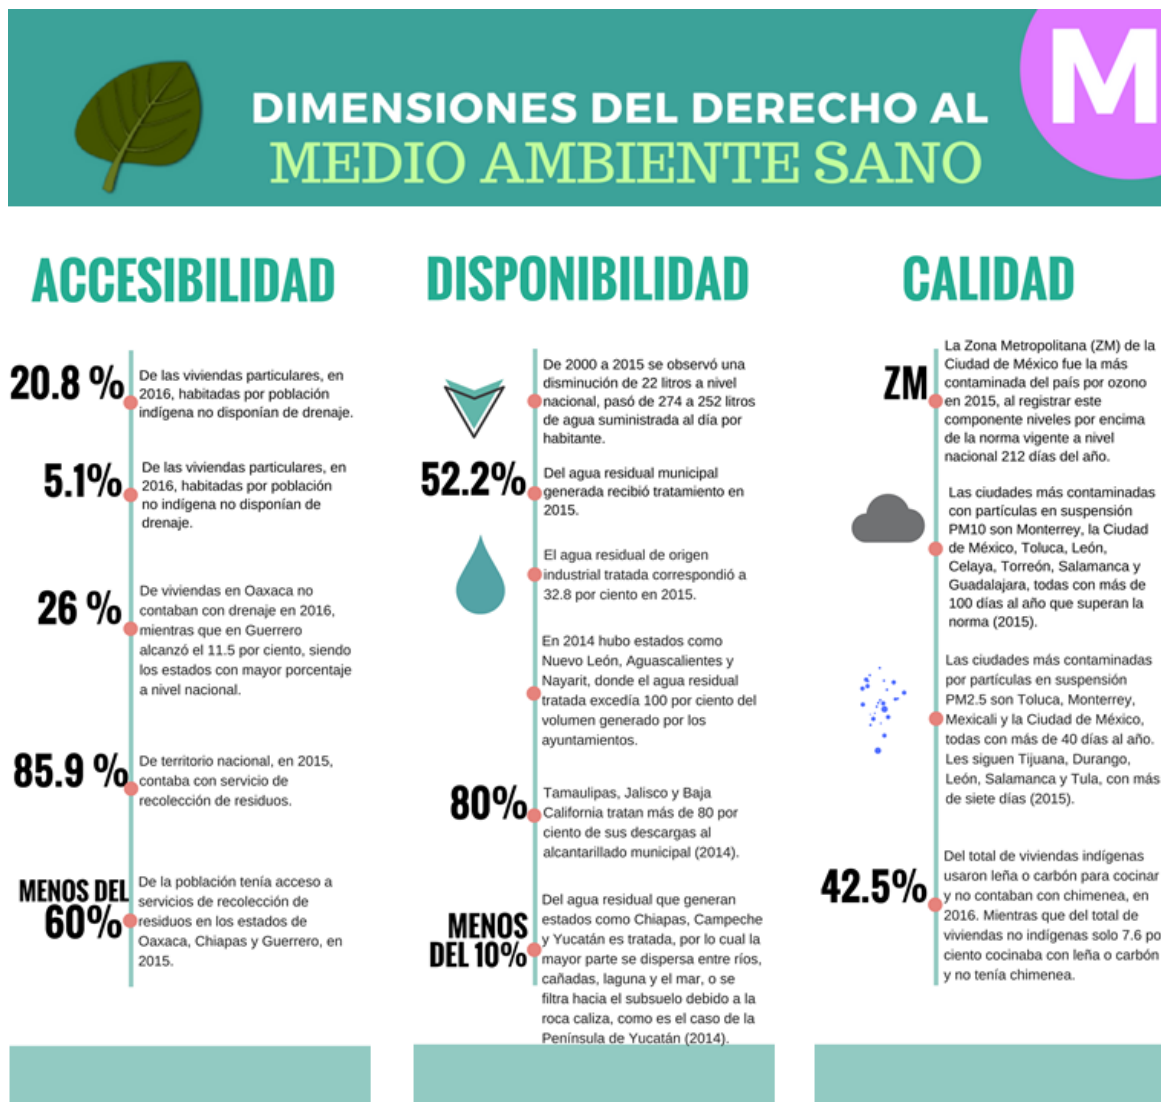 M
DIMENSIONES DEL DERECHO AL
MEDIO AMBIENTE SANO
ACCESIBILIDAD
20.8 %
De las viviendas particulares, en
2016, habitadas por población
indígena no disponían de drenaje.
5.1%
De las viviendas particulares, en
2016, habitadas por población
no indígena no disponían de
drenaje.
26 %
De viviendas en Oaxaca no
contaban con drenaje en 2016,
mientras que en Guerrero
alcanzó el 11.5 por ciento, siendo
los estados con mayor porcentaje
a nivel nacional.
85.9 %
De territorio nacional, en 2015,
contaba con servicio de
recolección de residuos.
MENOS DEL
60%
De la población tenía acceso a
servicios de recolección de
residuos en los estados de
Oaxaca, Chiapas y Guerrero, en
2015.
DISPONIBILIDAD
De 2000 a 2015 se observó una
disminución de 22 litros a nivel
nacional, pasó de 274 a 252 litros
de agua suministrada al día por
habitante.
52.2%
Del agua residual municipal
generada recibió tratamiento en
2015.
El agua residual de origen
industrial tratada correspondió a
32.8 por ciento en 2015.
En 2014 hubo estados como
Nuevo León, Aguascalientes y
Nayarit, donde el agua residual
tratada excedía 100 por ciento del
volumen generado por los
ayuntamientos.
80%
Tamaulipas, Jalisco y Baja
California tratan más de 80 por
ciento de sus descargas al
alcantarillado municipal (2014).
MENOS
DEL 10%
Del agua residual que generan
estados como Chiapas, Campeche
y Yucatán es tratada, por lo cual la
mayor parte se dispersa entre ríos,
cañadas, laguna y el mar, o se
filtra hacia el subsuelo debido a la
roca caliza, como es el caso de la
Península de Yucatán (2014).
CALIDAD
ZM
La Zona Metropolitana (ZM) de la
Ciudad de México fue la más
contaminada del país por ozono
en 2015, al registrar este
componente niveles por encima
de la norma vigente a nivel
nacional 212 días del año.
Las ciudades más contaminadas
con partículas en suspensión
PM10 son Monterrey, la Ciudad
de México, Toluca, León,
Celaya, Torreón, Salamanca y
Guadalajara, todas con más de
100 días al año que superan la
norma (2015).
Las ciudades más contaminadas
por partículas en suspensión
PM2.5 son Toluca, Monterrey,
Mexicali y la Ciudad de México,
todas con más de 40 días al año.
Les siguen Tijuana, Durango,
León, Salamanca y Tula, con más
de siete días (2015).
42.5%
Del total de viviendas indígenas
usaron leña o carbón para cocinar
y no contaban con chimenea, en
2016. Mientras que del total de
viviendas no indígenas solo 7.6 po
ciento cocinaba con leña o carbón
y no tenía chimenea.